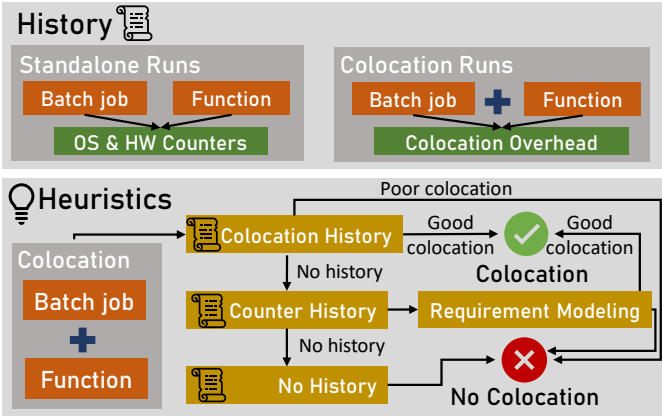 History
Standalone Runs
Batch job
Function
OS & HW Counters
Colocation Runs
Batch job
Function
Colocation Overhead
Heuristics
Poor colocation
Colocation
Batch job
Function
Colocation History
Good
colocation
Good
colocation
Colocation
No history
Counter History
Requirement Modeling
No history
No History
No Colocation